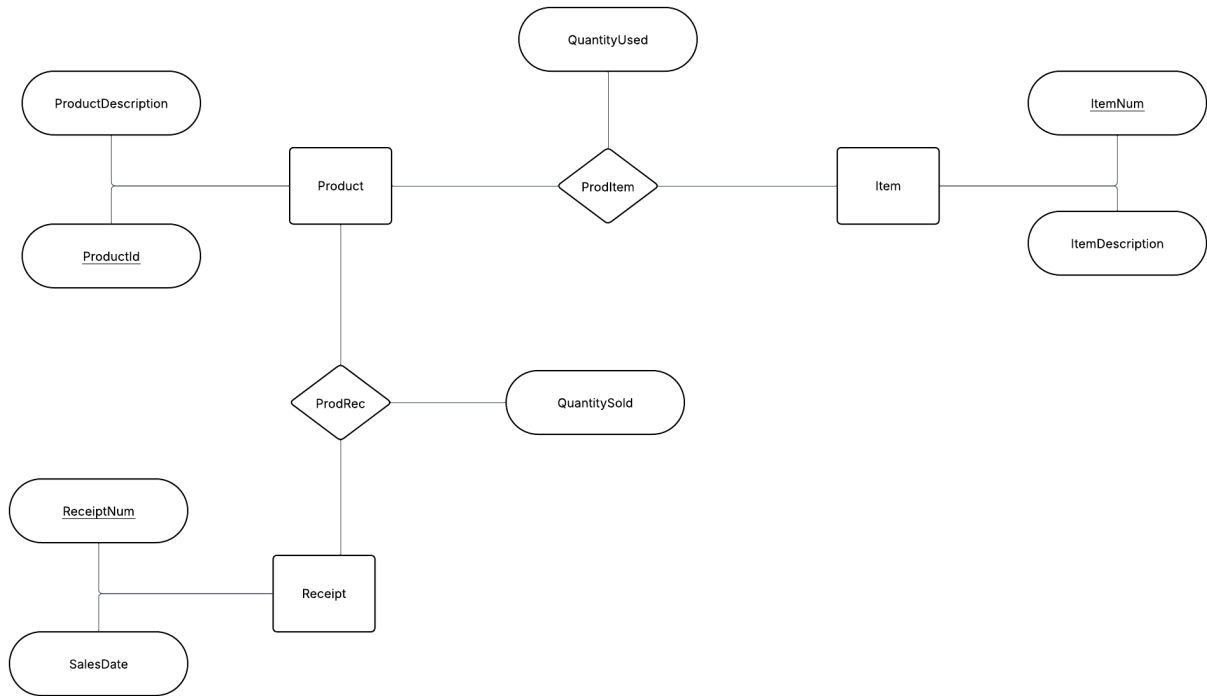 QuantityUsed
ProductDescription
ItemNum
Product
ProdItem
Item
ProductId
ItemDescription
ProdRec
QuantitySold
ReceiptNum
Receipt
SalesDate